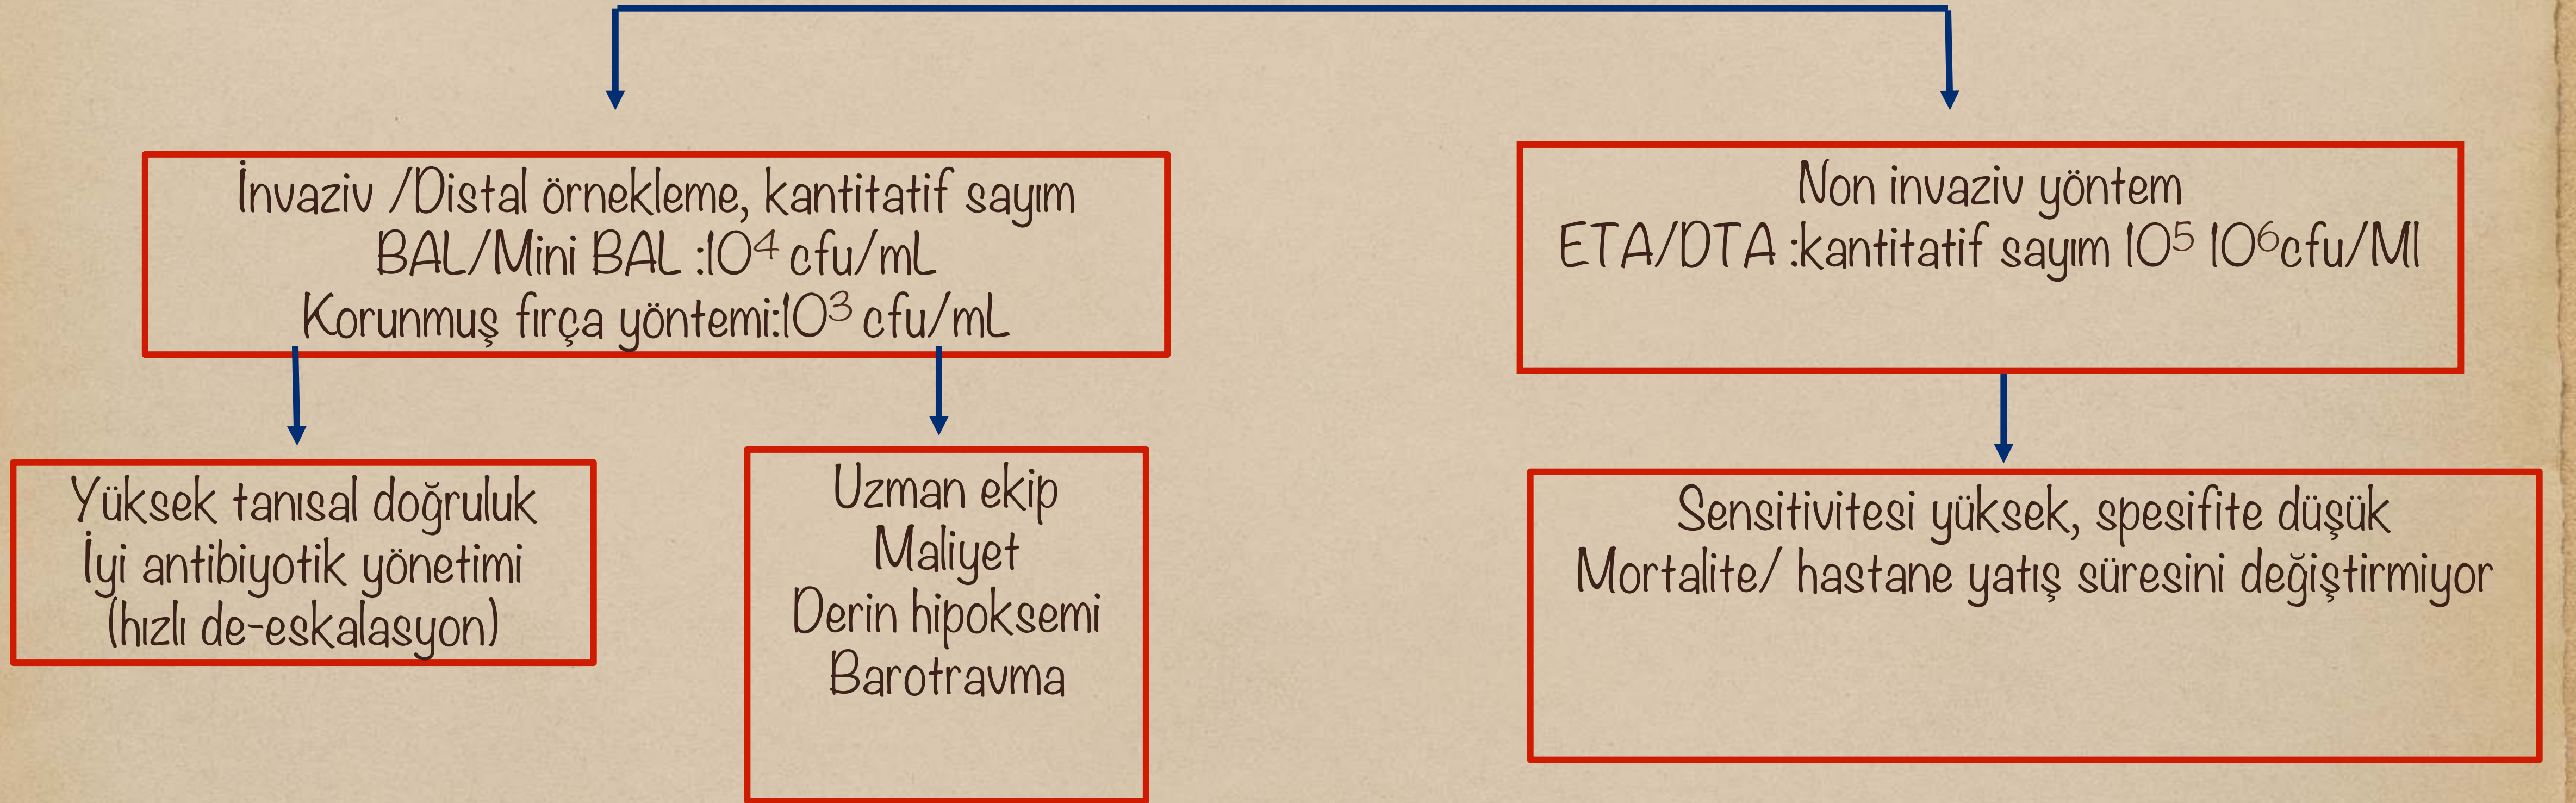 İnvaziv /Distal örnekleme, kantitatif sayım
BAL/Mini BAL :10⁴ cfu/mL
Korunmuş fırça yöntemi:10³ cfu/mL
Non invaziv yöntem
ETA/DTA :kantitatif sayım 10⁵ 10⁶cfu/Ml
Yüksek tanısal doğruluk
İyi antibiyotik yönetimi
(hızlı de-eskalasyon)
Uzman ekip
Maliyet
Derin hipoksemi
Barotravma
Sensitivitesi yüksek, spesifite düşük
Mortalite/ hastane yatış süresini değiştirmiyor